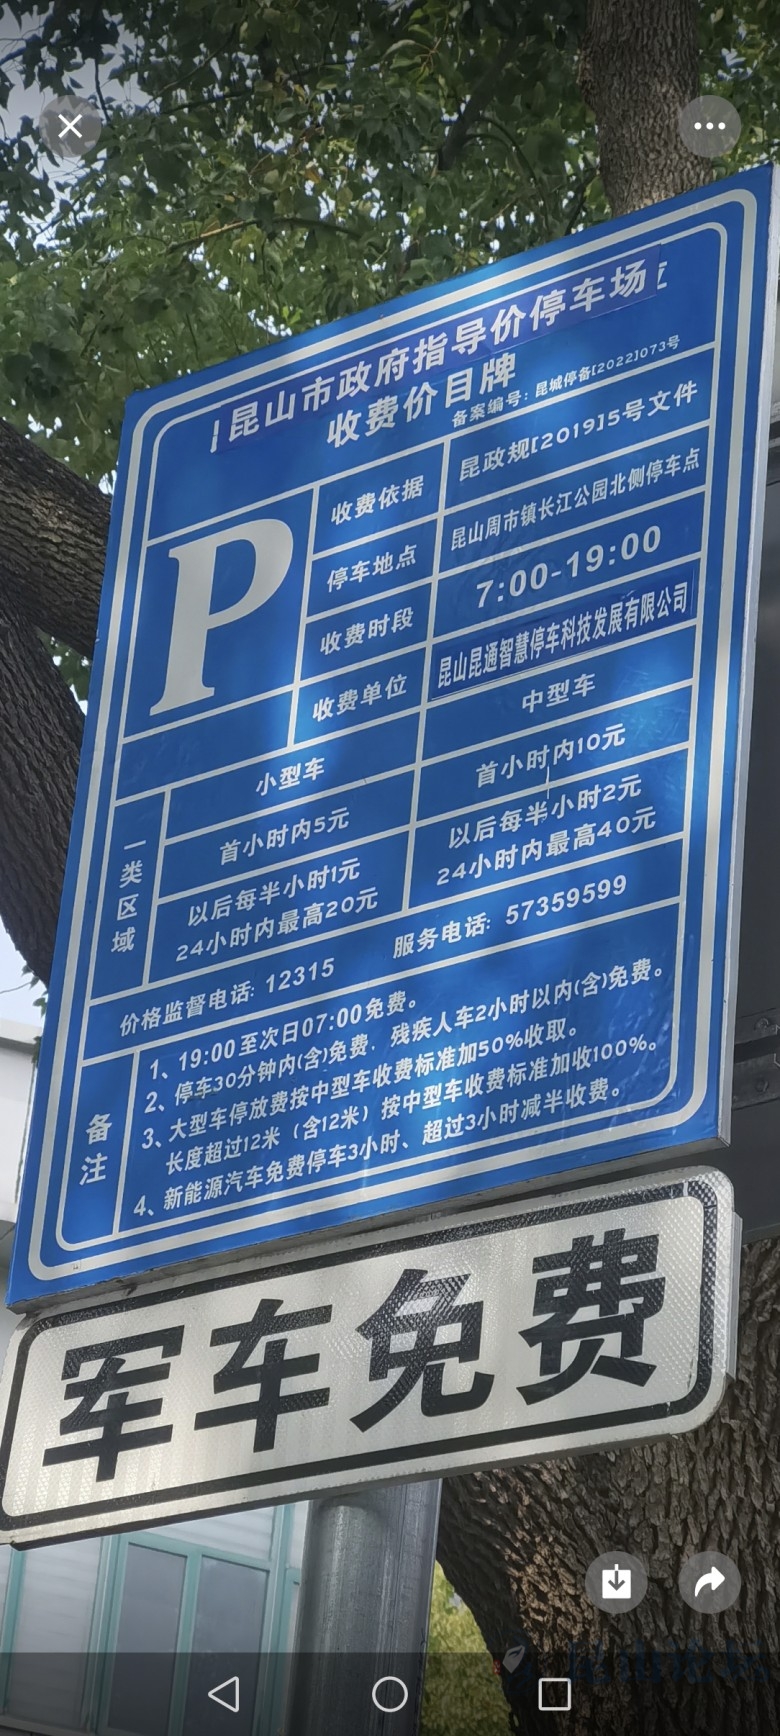 昆山市政府指导价停车场
收费价目牌
备案编号：昆城停备[2022]073号
P
收费依据 昆政规[2019]5号文件
停车地点 昆山周市镇长江公园北侧停车点
收费时段 7:00-19:00
收费单位 昆山昆通智慧停车科技发展有限公司
小型车 中型车
一类区域
首小时内5元 首小时内10元
以后每半小时1元 以后每半小时2元
24小时内最高20元 24小时内最高40元
价格监督电话: 12315 服务电话: 57359599
备注
1、19:00至次日07:00免费。
2、停车30分钟内(含)免费．残疾人车2小时以内(含)免费。
3、大型车停放费按中型车收费标准加50%收取。
长度超过12米（含12米）按中型车收费标准加收100%。
4、新能源汽车免费停车3小时、超过3小时减半收费。
军车免费